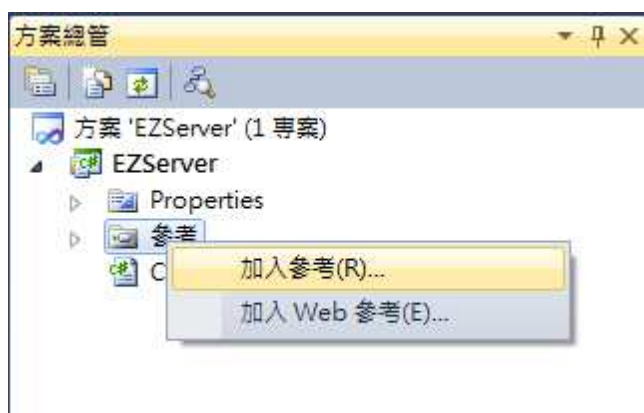 方案總管
方案 'EZServer' (1 專案)
EZServer
Properties
參考
加入參考(R)...
C
加入 Web 參考(E)...